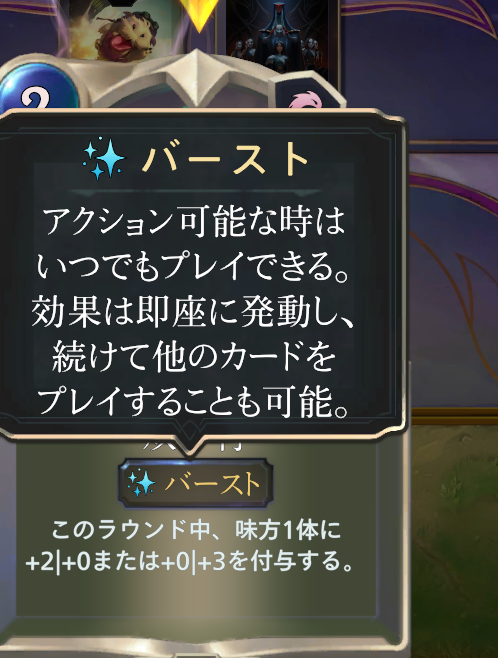 2
バースト
アクション可能な時は
いつでもプレイできる。
効果は即座に発動し、
続けて他のカードを
プレイすることも可能。
バースト
このラウンド中、味方1体に
+2|+0または+0|+3を付与する。